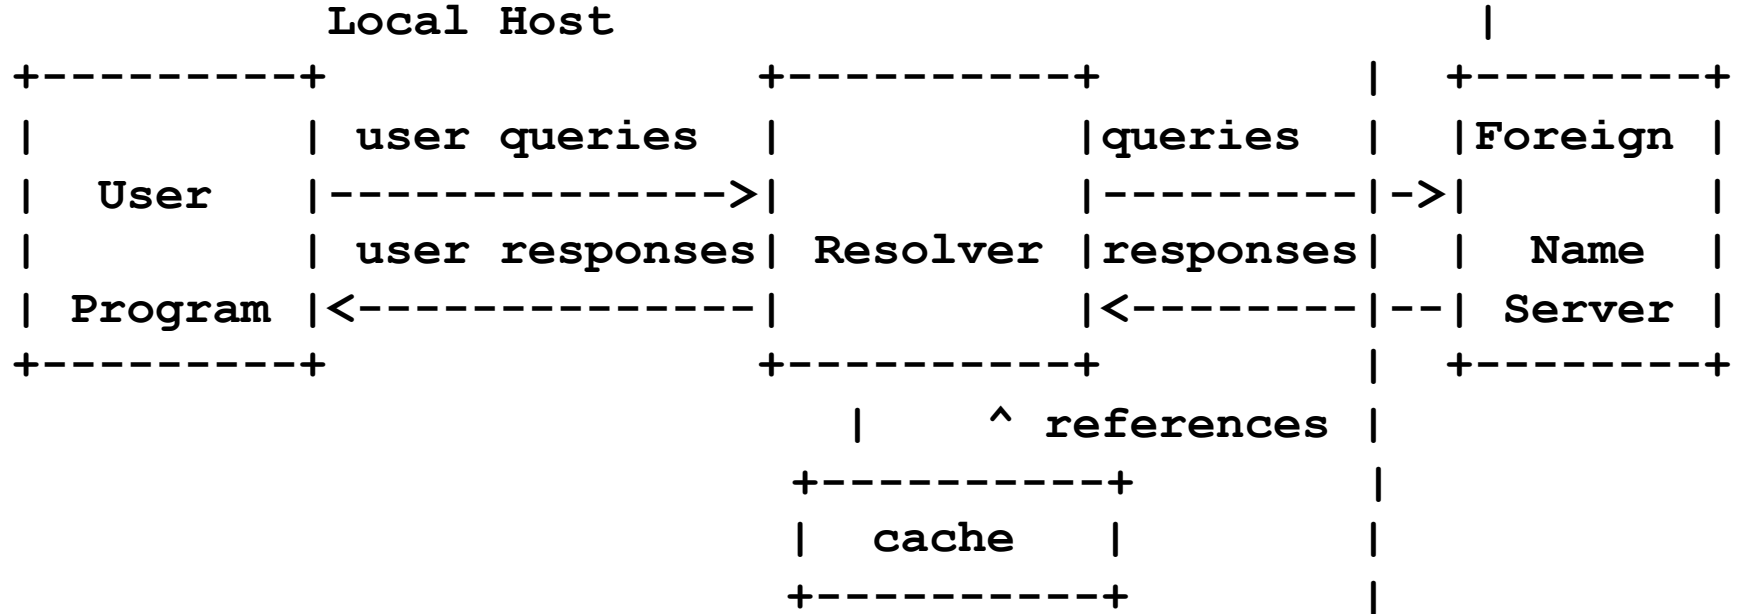 Local Host                               |
+----------+               +-----------+         |  +--------+
|          | user queries  |           |queries  |  |Foreign |
|  User    |-------------->|           |---------|->|        |
|          | user responses| Resolver  |responses|  |  Name  |
| Program  |<--------------|           |<--------|--| Server |
+----------+               +-----------+         |  +--------+
                              |    ^ references  |
                            +----------+         |
                            |  cache   |         |
                            +----------+         |